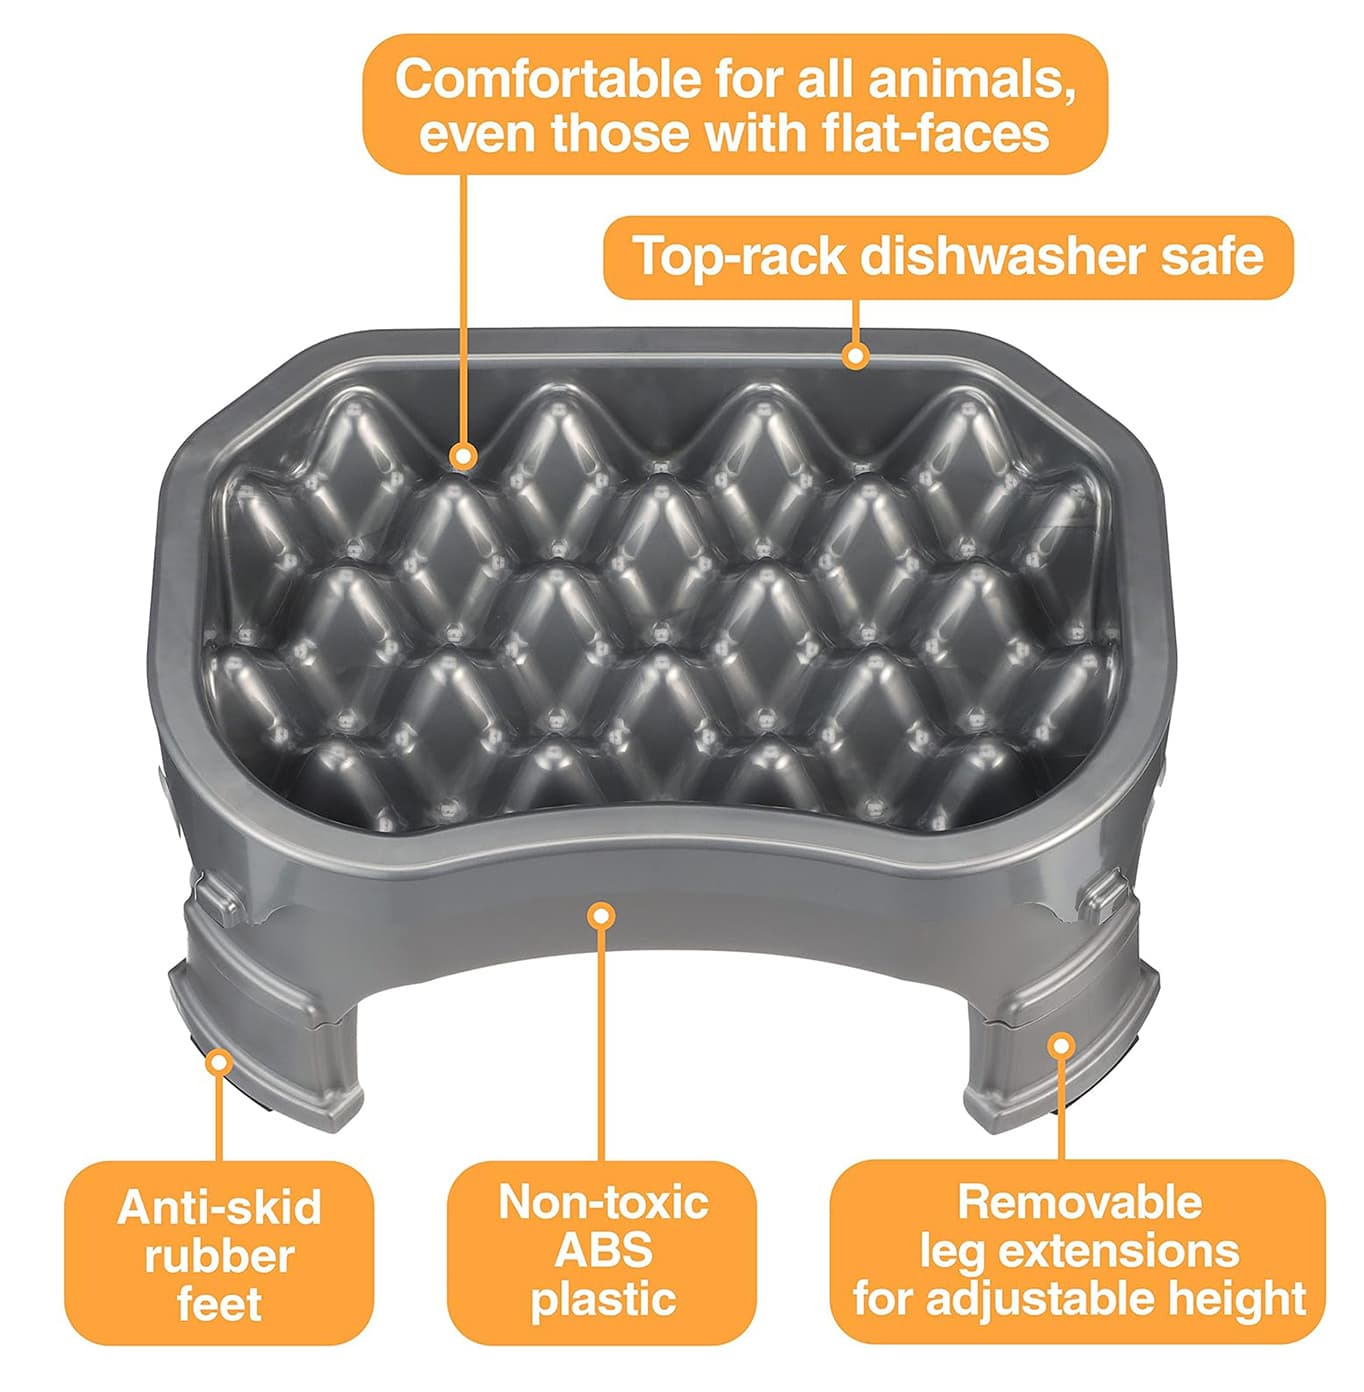 Comfortable for all animals,
even those with flat-faces
Top-rack dishwasher safe
Anti-skid
rubber
feet
Non-toxic
ABS
plastic
Removable
leg extensions
for adjustable height